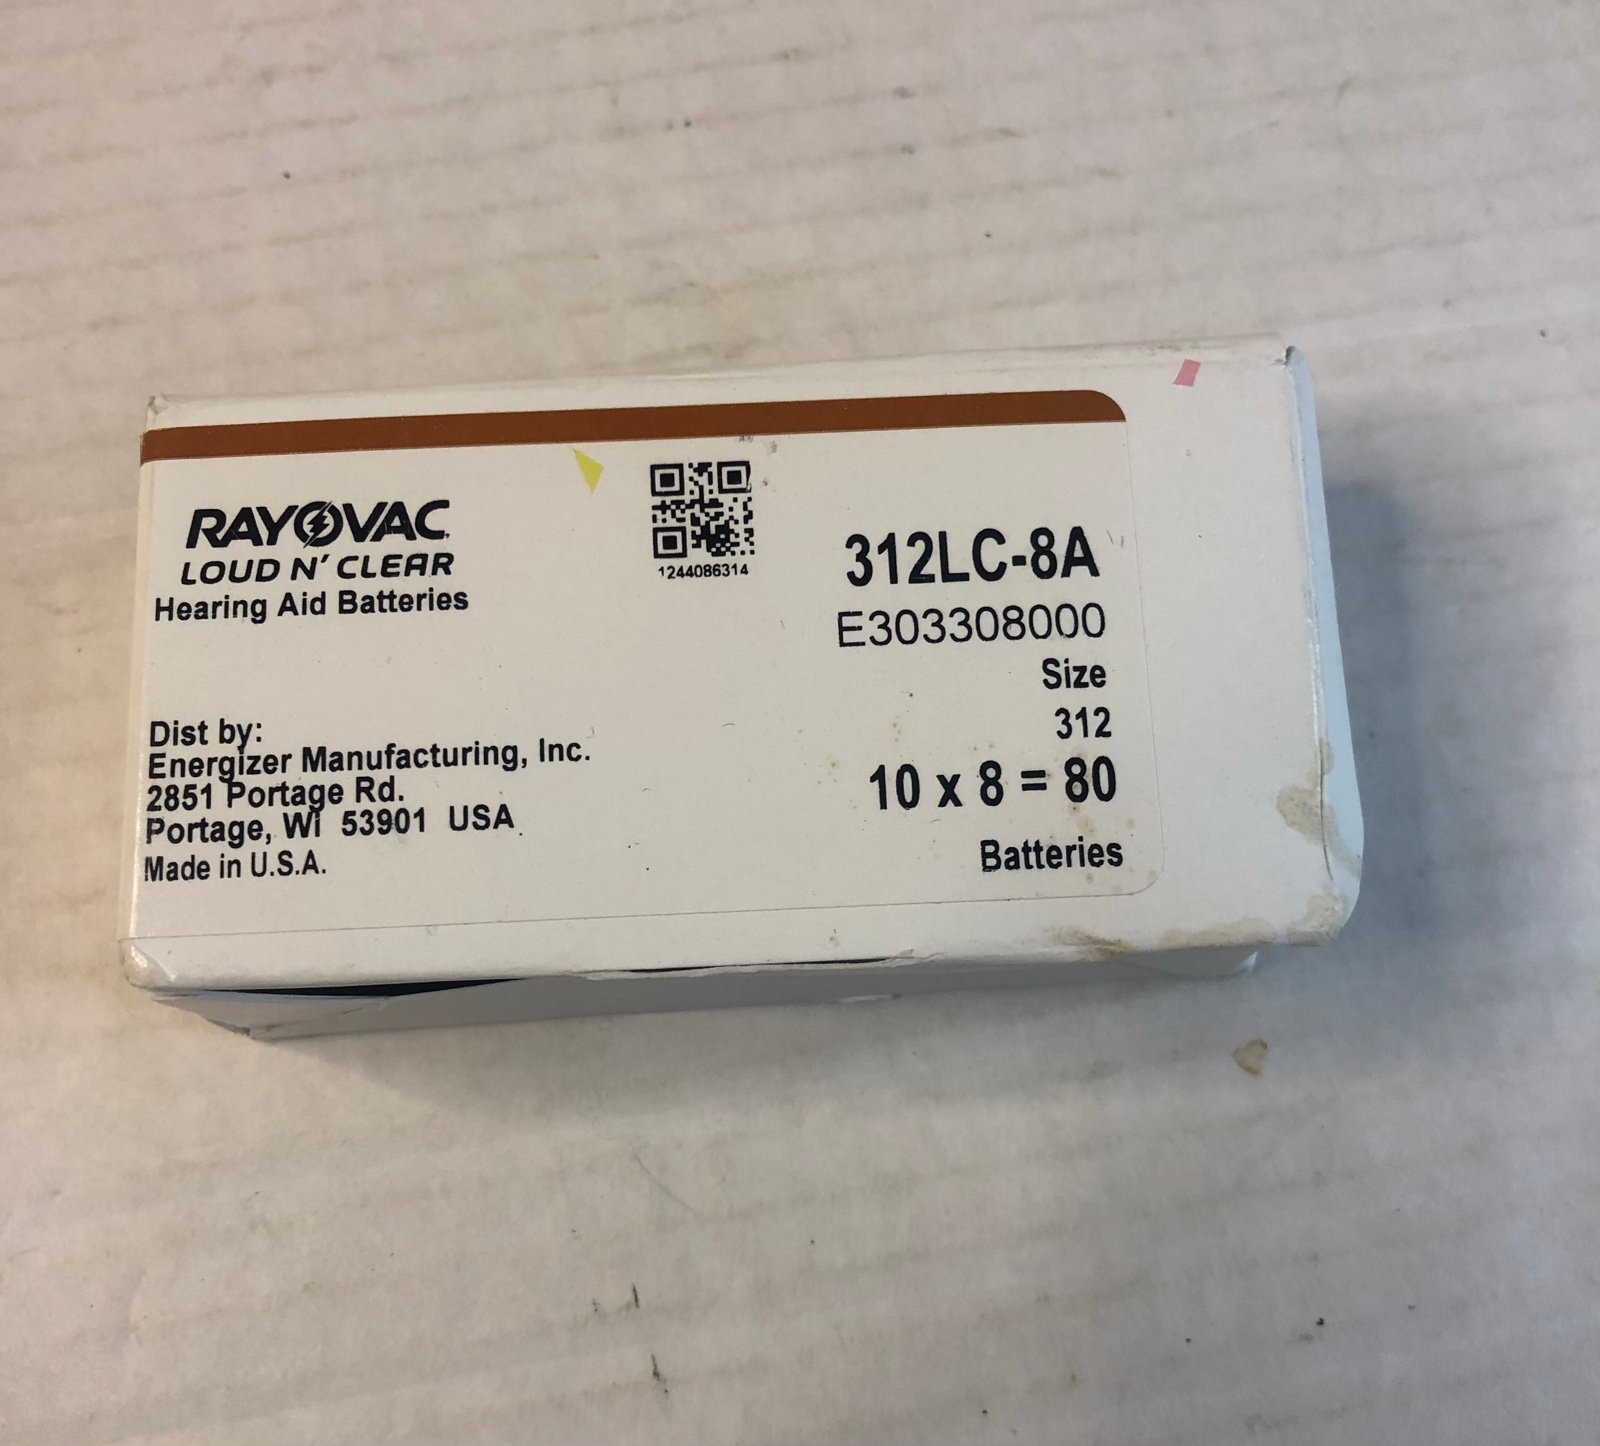 RAYOVAC
LOUD N' CLEAR
Hearing Aid Batteries
1244086314
312LC-8A
E303308000
Size
312
10 x 8 = 80
Batteries
Dist by:
Energizer Manufacturing, Inc.
2851 Portage Rd.
Portage, WI 53901 USA
Made in U.S.A.